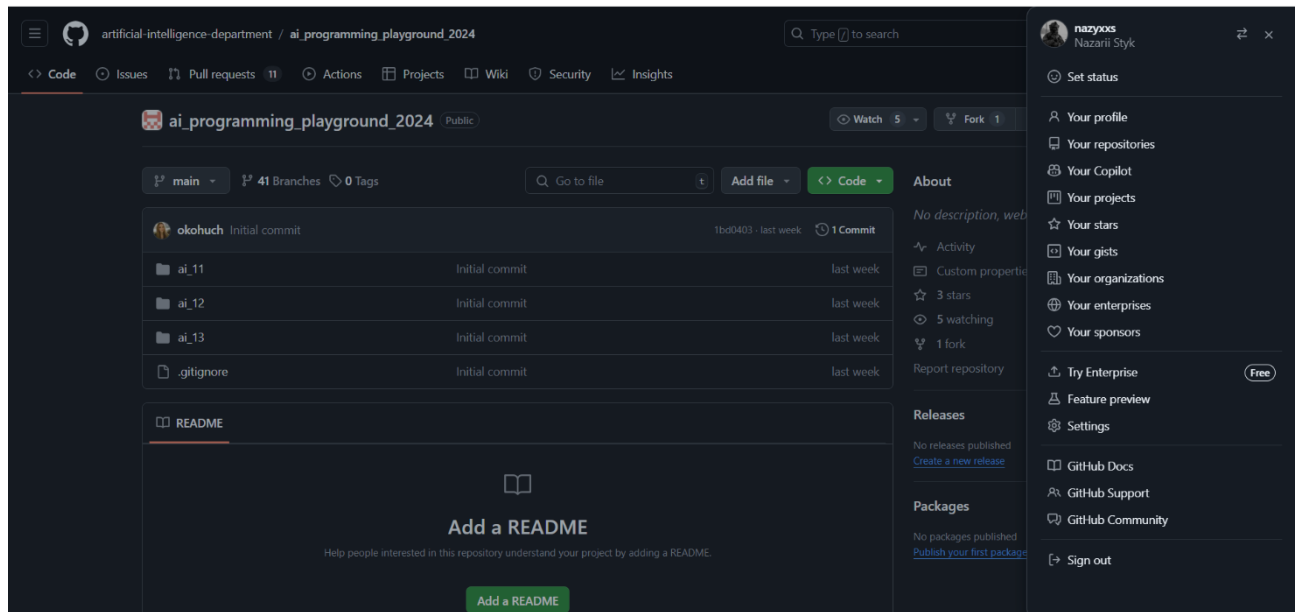 artificial-intelligence-department / ai_programming_playground_2024
Type / to search
Code Issues Pull requests 11 Actions Projects Wiki Security Insights
ai_programming_playground_2024 Public
Watch 5 Fork 1
main 41 Branches 0 Tags Go to file t Add file Code
okohuch Initial commit 1bd0403 · last week 1 Commit
ai_11 Initial commit last week
ai_12 Initial commit last week
ai_13 Initial commit last week
.gitignore Initial commit last week
README
Add a README
Help people interested in this repository understand your project by adding a README.
Add a README
About
No description, web
Activity
Custom propertie
3 stars
5 watching
1 fork
Report repository
Releases
No releases published
Create a new release
Packages
No packages published
Publish your first package
nazyxxs
Nazarii Styk
Set status
Your profile
Your repositories
Your Copilot
Your projects
Your stars
Your gists
Your organizations
Your enterprises
Your sponsors
Try Enterprise Free
Feature preview
Settings
GitHub Docs
GitHub Support
GitHub Community
Sign out